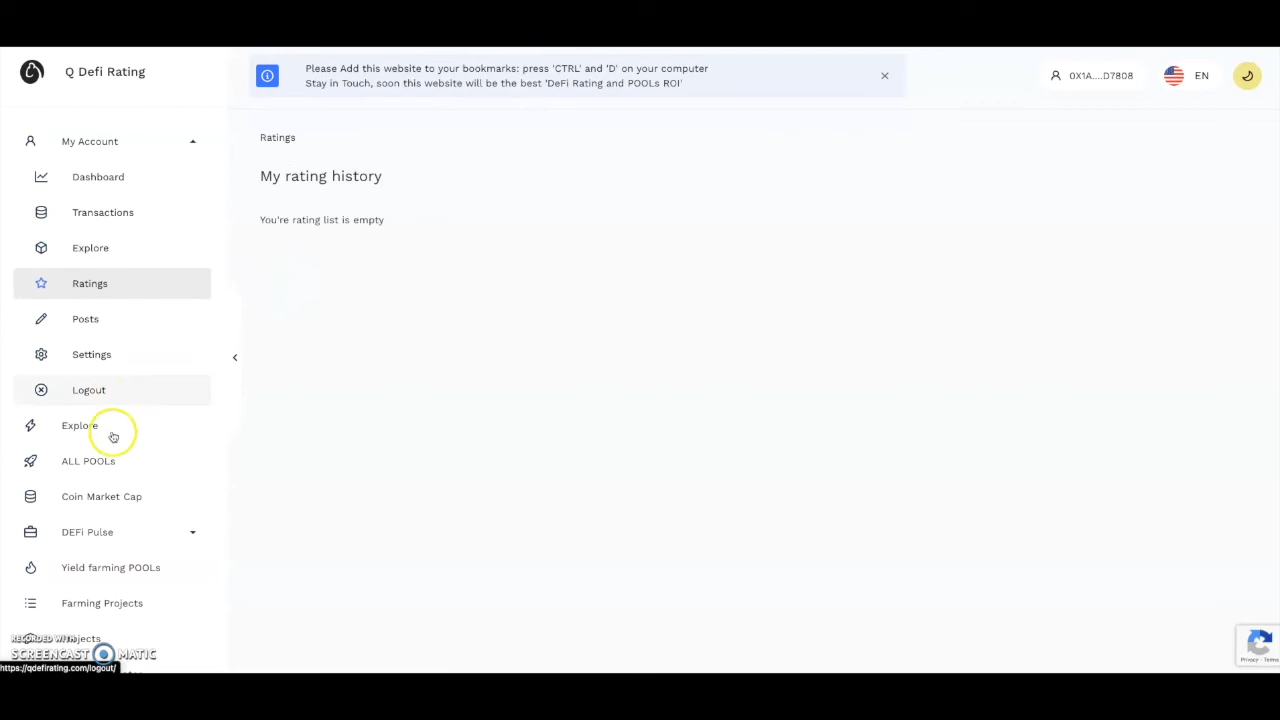 Q Defi Rating
Please Add this website to your bookmarks: press 'CTRL' and 'D' on your computer
Stay in Touch, soon this website will be the best 'DeFi Rating and POOLs ROI'
0X1A....D7808
EN
My Account
Dashboard
Transactions
Explore
Ratings
Posts
Settings
Logout
Explore
ALL POOLs
Coin Market Cap
DEFi Pulse
Yield farming POOLs
Farming Projects
Ratings
My rating history
You're rating list is empty
RECORDED WITH
SCREENCAST MATIC
https://qdefirating.com/logout/
Privacy - Terms